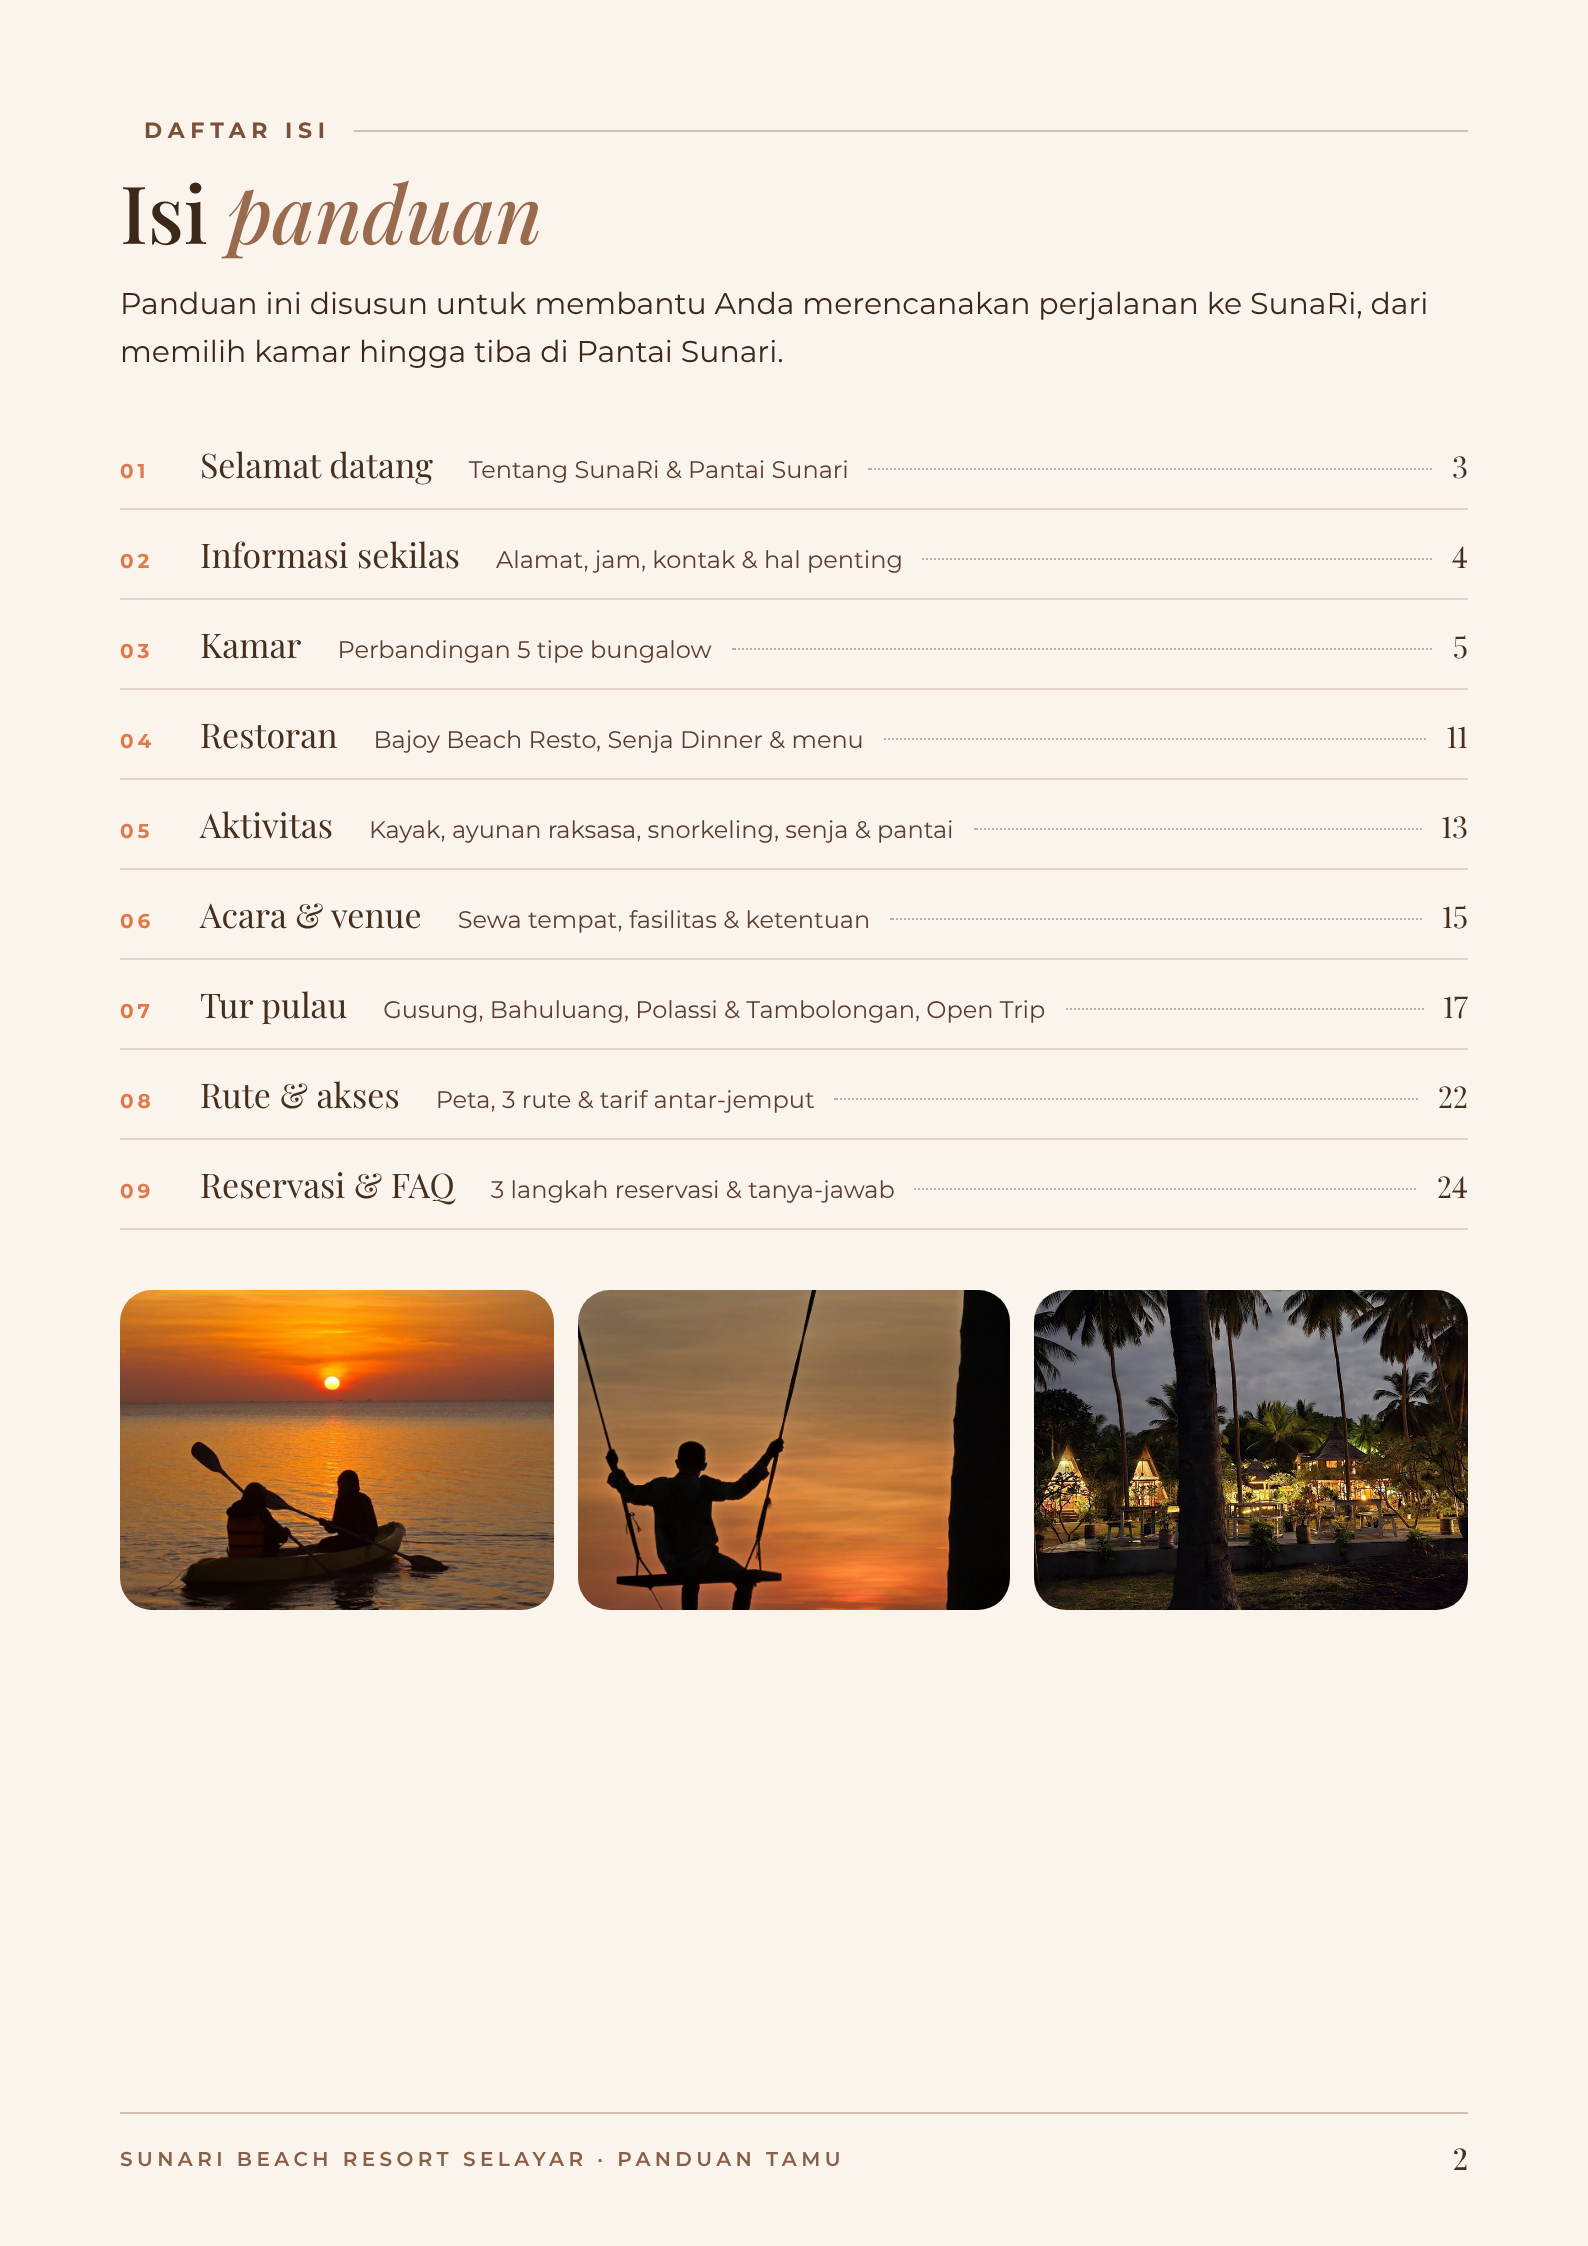 DAFTAR ISI
Isi panduan
Panduan ini disusun untuk membantu Anda merencanakan perjalanan ke SunaRi, dari
memilih kamar hingga tiba di Pantai Sunari.
01 Selamat datang Tentang SunaRi & Pantai Sunari 3
02 Informasi sekilas Alamat, jam, kontak & hal penting 4
03 Kamar Perbandingan 5 tipe bungalow 5
04 Restoran Bajoy Beach Resto, Senja Dinner & menu 11
05 Aktivitas Kayak, ayunan raksasa, snorkeling, senja & pantai 13
06 Acara & venue Sewa tempat, fasilitas & ketentuan 15
07 Tur pulau Gusung, Bahuluang, Polassi & Tambolongan, Open Trip 17
08 Rute & akses Peta, 3 rute & tarif antar-jemput 22
09 Reservasi & FAQ 3 langkah reservasi & tanya-jawab 24
SUNARI BEACH RESORT SELAYAR · PANDUAN TAMU 2